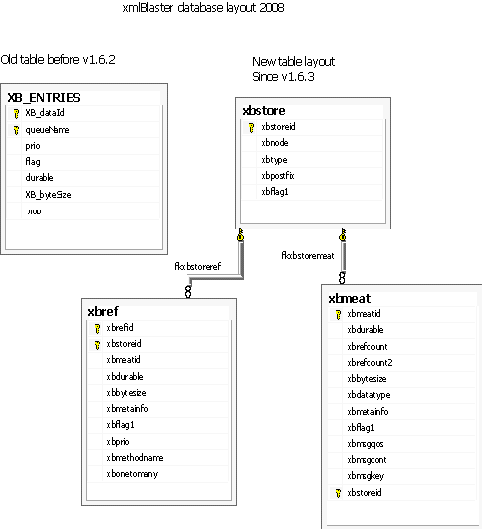 xmlBlaster database layout 2008
Old table before v1.6.2
XB_ENTRIES
XB_dataId
queueName
prio
flag
durable
XB_byteSize
New table layout
Since v1.6.3
xbstore
xbstoreid
xbnode
xbtype
xbpostfix
xbflag1
fkxbstoreref
fkxbstoremeat
xbref
xbrefid
xbstoreid
xbmeatid
xbdurable
xbbytesize
xbmetainfo
xbflag1
xbprio
xbmethodname
xbonetomany
xbmeat
xbmeatid
xbdurable
xbrefcount
xbrefcount2
xbbytesize
xbdatatype
xbmetainfo
xbflag1
xbmsgqos
xbmsgcont
xbmsgkey
xbstoreid